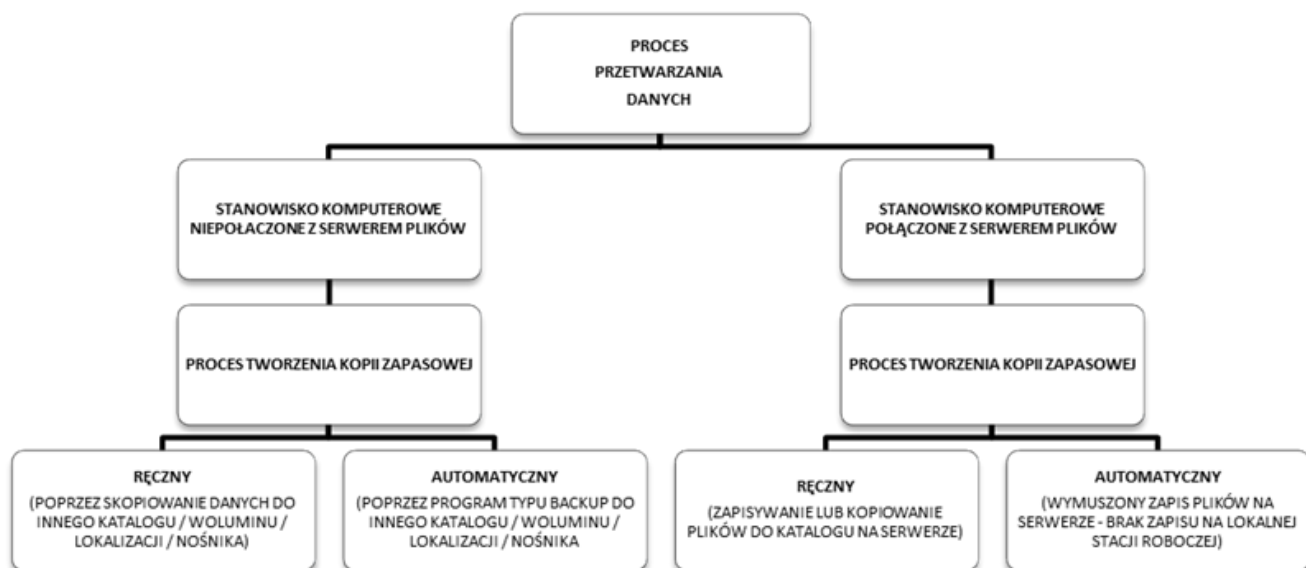 PROCES
PRZETWARZANIA
DANYCH
STANOWISKO KOMPUTEROWE
NIEPOŁACZONE Z SERWEREM PLIKÓW
STANOWISKO KOMPUTEROWE
POŁĄCZONE Z SERWEREM PLIKÓW
PROCES TWORZENIA KOPII ZAPASOWEJ
PROCES TWORZENIA KOPII ZAPASOWEJ
RĘCZNY
(POPRZEZ SKOPIOWANIE DANYCH DO
INNEGO KATALOGU / WOLUMINU /
LOKALIZACJI / NOŚNIKA)
AUTOMATYCZNY
(POPRZEZ PROGRAM TYPU BACKUP DO
INNEGO KATALOGU / WOLUMINU /
LOKALIZACJI / NOŚNIKA
RĘCZNY
(ZAPISYWANIE LUB KOPIOWANIE
PLIKÓW DO KATALOGU NA SERWERZE)
AUTOMATYCZNY
(WYMUSZONY ZAPIS PLIKÓW NA
SERWERZE - BRAK ZAPISU NA LOKALNEJ
STACJI ROBOCZEJ)